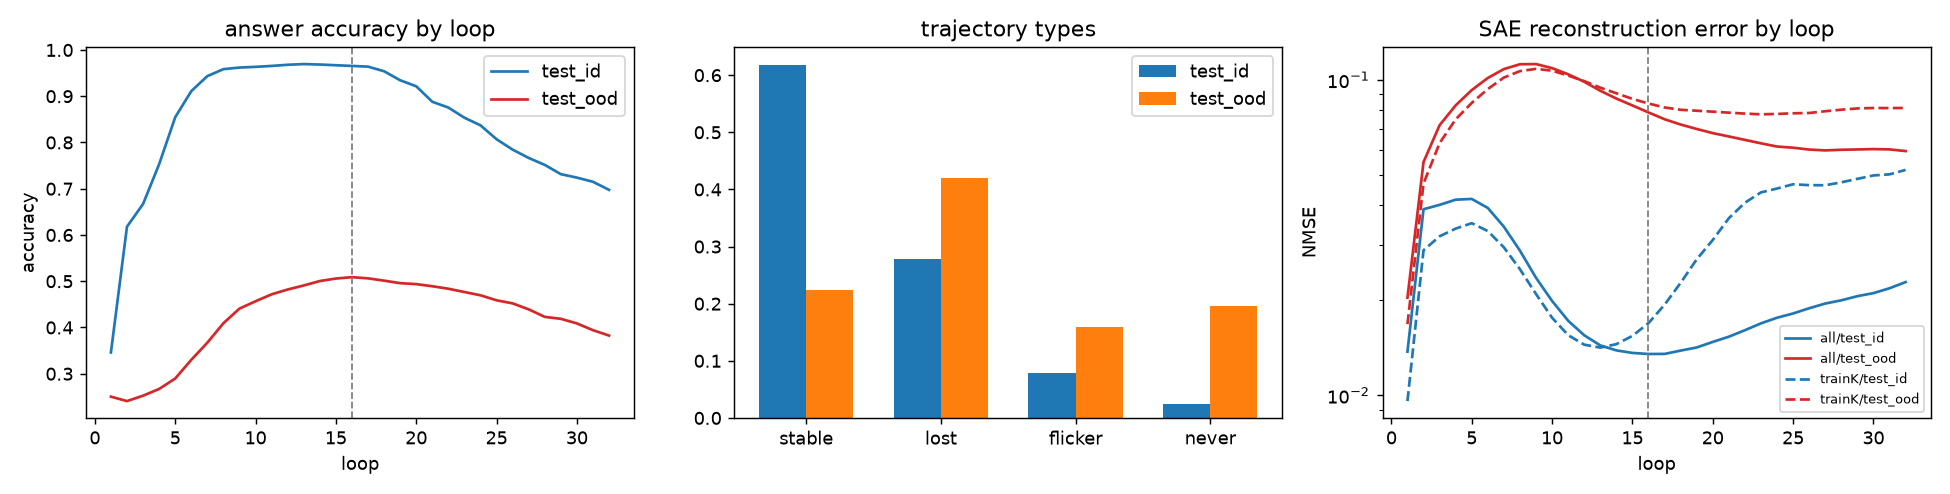 answer accuracy by loop
accuracy
1.0
0.9
0.8
0.7
0.6
0.5
0.4
0.3
0 5 10 15 20 25 30
loop
test_id
test_ood
trajectory types
0.6
0.5
0.4
0.3
0.2
0.1
0.0
stable lost flicker never
test_id
test_ood
SAE reconstruction error by loop
NMSE
10⁻¹
10⁻²
0 5 10 15 20 25 30
loop
all/test_id
all/test_ood
trainK/test_id
trainK/test_ood